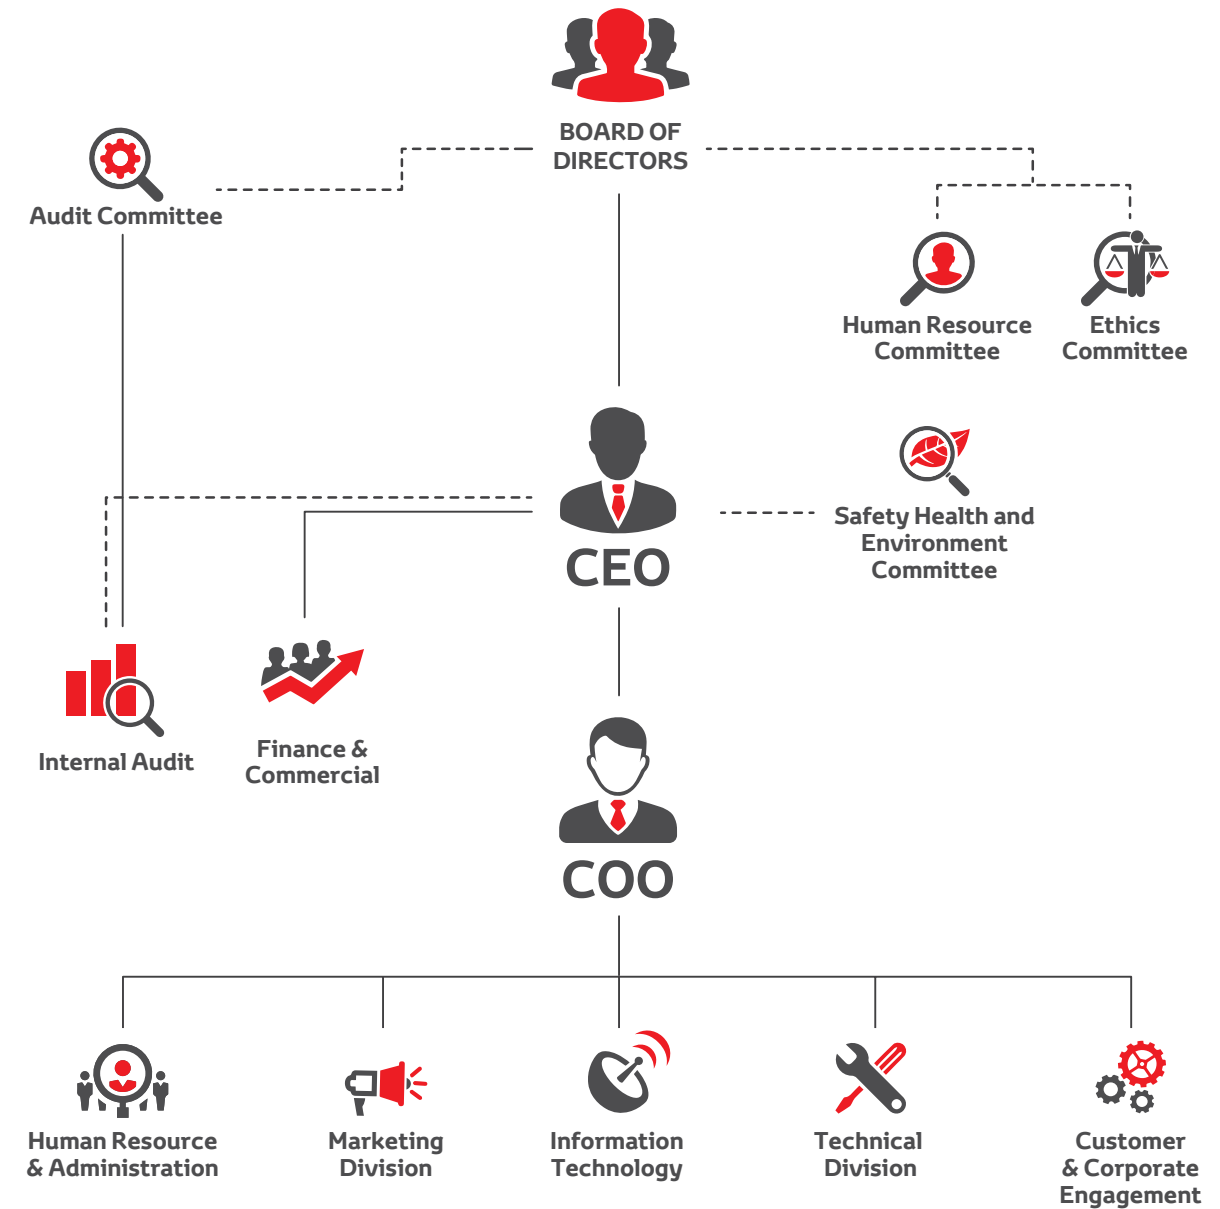 BOARD OF
DIRECTORS
Audit Committee
Human Resource
Committee
Ethics
Committee
CEO
Safety Health and
Environment
Committee
Internal Audit
Finance &
Commercial
COO
Human Resource
& Administration
Marketing
Division
Information
Technology
Technical
Division
Customer
& Corporate
Engagement